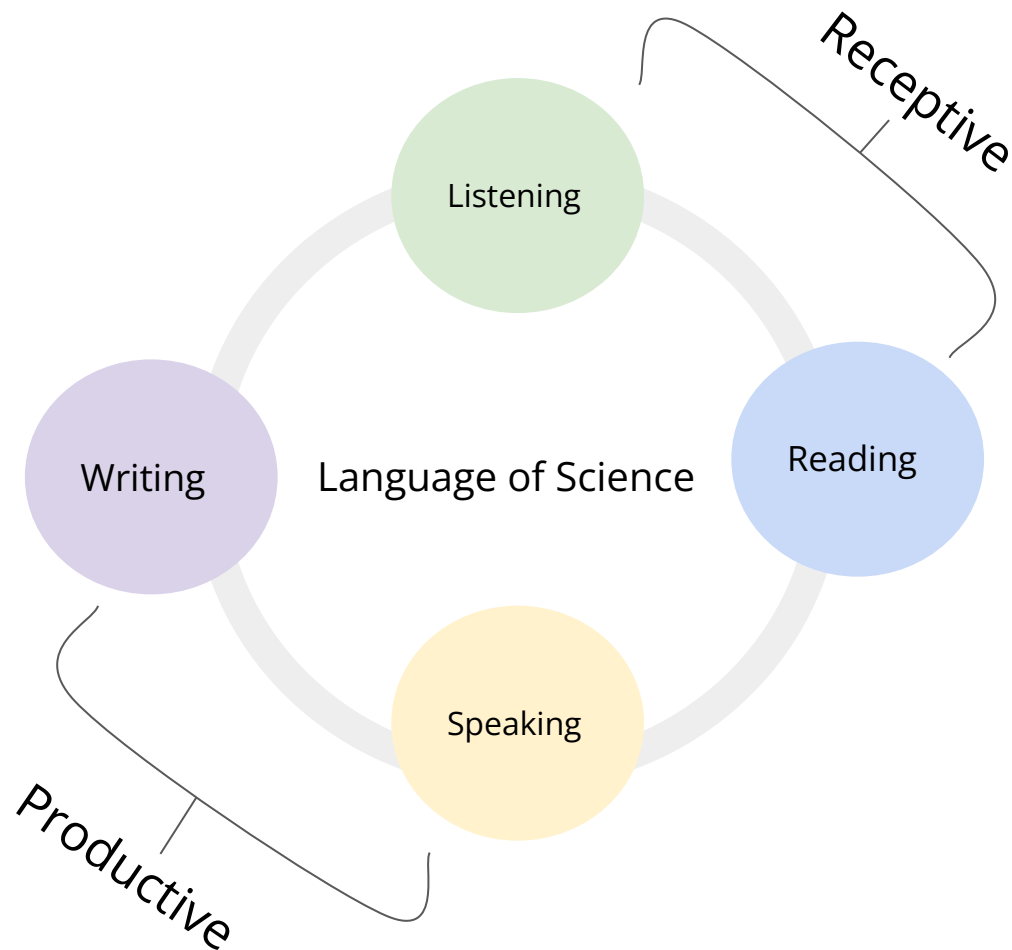 Receptive
Listening
Reading
Language of Science
Writing
Speaking
Productive